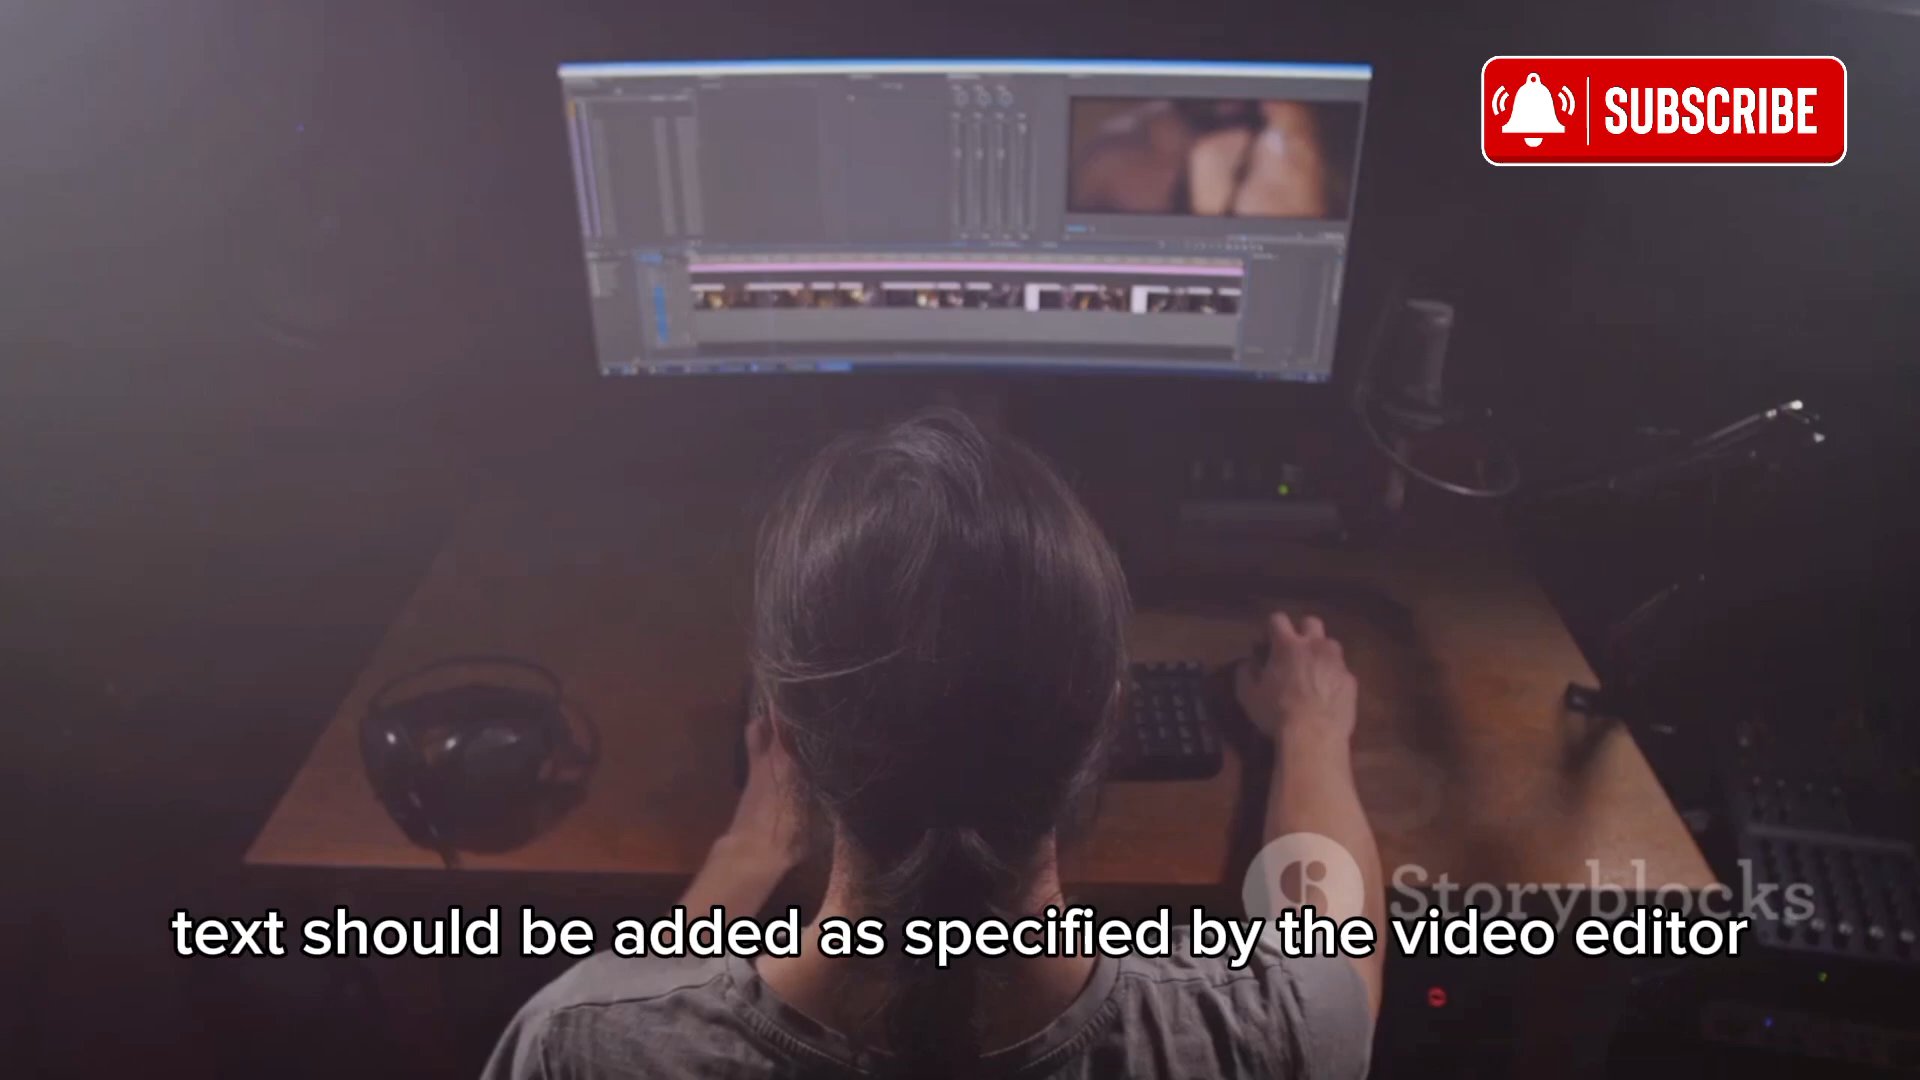 SUBSCRIBE
Storyblocks
text should be added as specified by the video editor